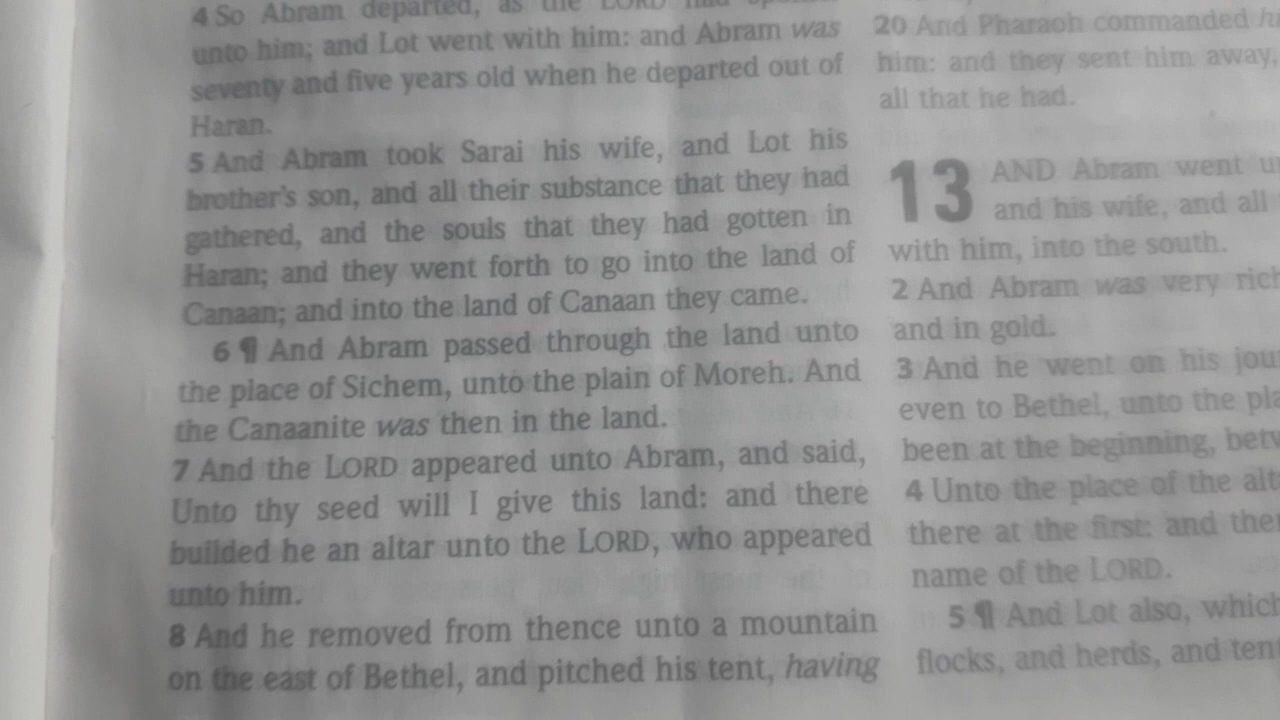 4 So Abram departed, as the LORD had
unto him; and Lot went with him: and Abram was
seventy and five years old when he departed out of
Haran.
5 And Abram took Sarai his wife, and Lot his
brother's son, and all their substance that they had
gathered, and the souls that they had gotten in
Haran; and they went forth to go into the land of
Canaan; and into the land of Canaan they came.
6 ¶ And Abram passed through the land unto
the place of Sichem, unto the plain of Moreh. And
the Canaanite was then in the land.
7 And the LORD appeared unto Abram, and said,
Unto thy seed will I give this land: and there
builded he an altar unto the LORD, who appeared
unto him.
8 And he removed from thence unto a mountain
on the east of Bethel, and pitched his tent, having
20 And Pharaoh commanded
him: and they sent him away,
all that he had.
13 AND Abram went
and his wife, and all
with him, into the south.
2 And Abram was very rich
and in gold.
3 And he went on his
even to Bethel, unto the
been at the beginning,
4 Unto the place of the
there at the first: and
name of the LORD.
5 ¶ And Lot also, which
flocks, and herds, and